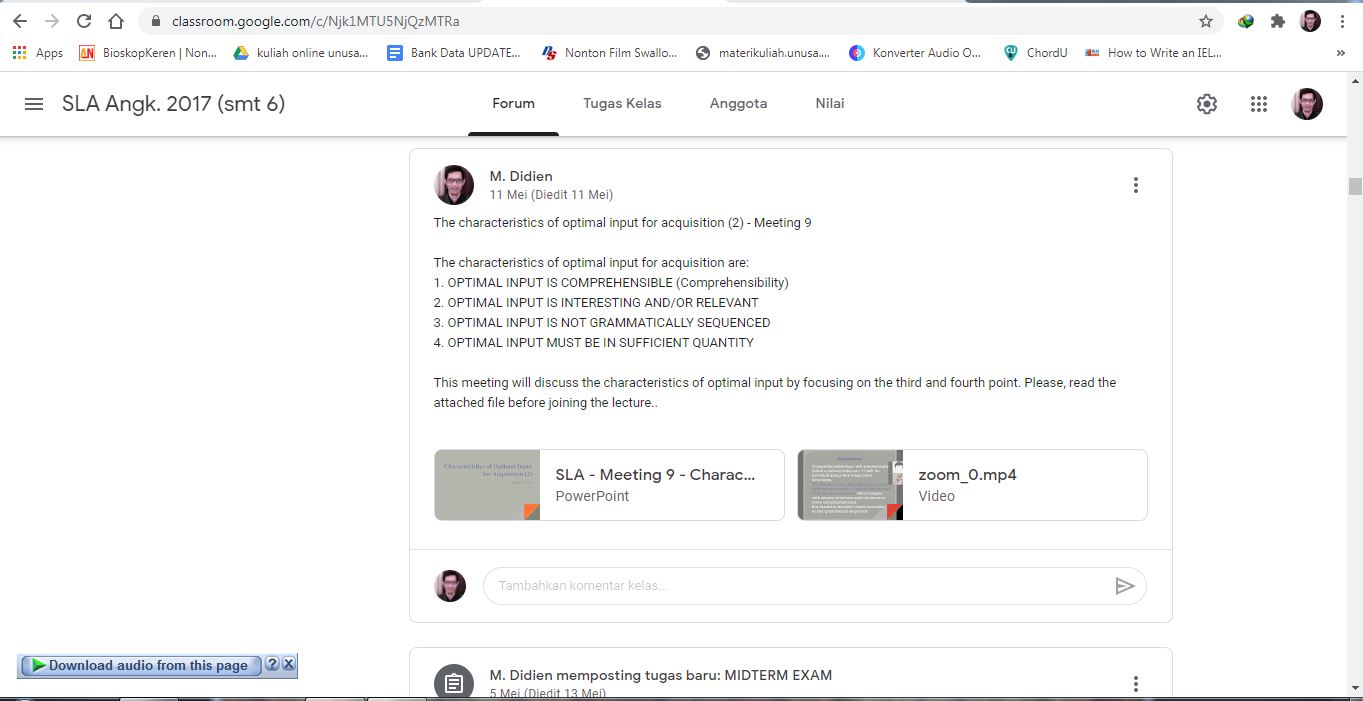 classroom.google.com/c/Njk1MTU5NjQzMTRa
Apps
BioskopKeren | Non...
kuliah online unusa...
Bank Data UPDATE...
Nonton Film Swallo...
materikuliah.unusa....
Konverter Audio O...
ChordU
How to Write an IEL...
»
SLA Angk. 2017 (smt 6)
Forum
Tugas Kelas
Anggota
Nilai
M. Didien
11 Mei (Diedit 11 Mei)
The characteristics of optimal input for acquisition (2) - Meeting 9
The characteristics of optimal input for acquisition are:
1. OPTIMAL INPUT IS COMPREHENSIBLE (Comprehensibility)
2. OPTIMAL INPUT IS INTERESTING AND/OR RELEVANT
3. OPTIMAL INPUT IS NOT GRAMMATICALLY SEQUENCED
4. OPTIMAL INPUT MUST BE IN SUFFICIENT QUANTITY
This meeting will discuss the characteristics of optimal input by focusing on the third and fourth point. Please, read the
attached file before joining the lecture..
Characteristics of Optimal Input
for Acquisition (2)
SLA - Meeting 9 - Charac...
PowerPoint
zoom_0.mp4
Video
Tambahkan komentar kelas...
Download audio from this page
? X
M. Didien memposting tugas baru: MIDTERM EXAM
5 Mei (Diedit 13 Mei)